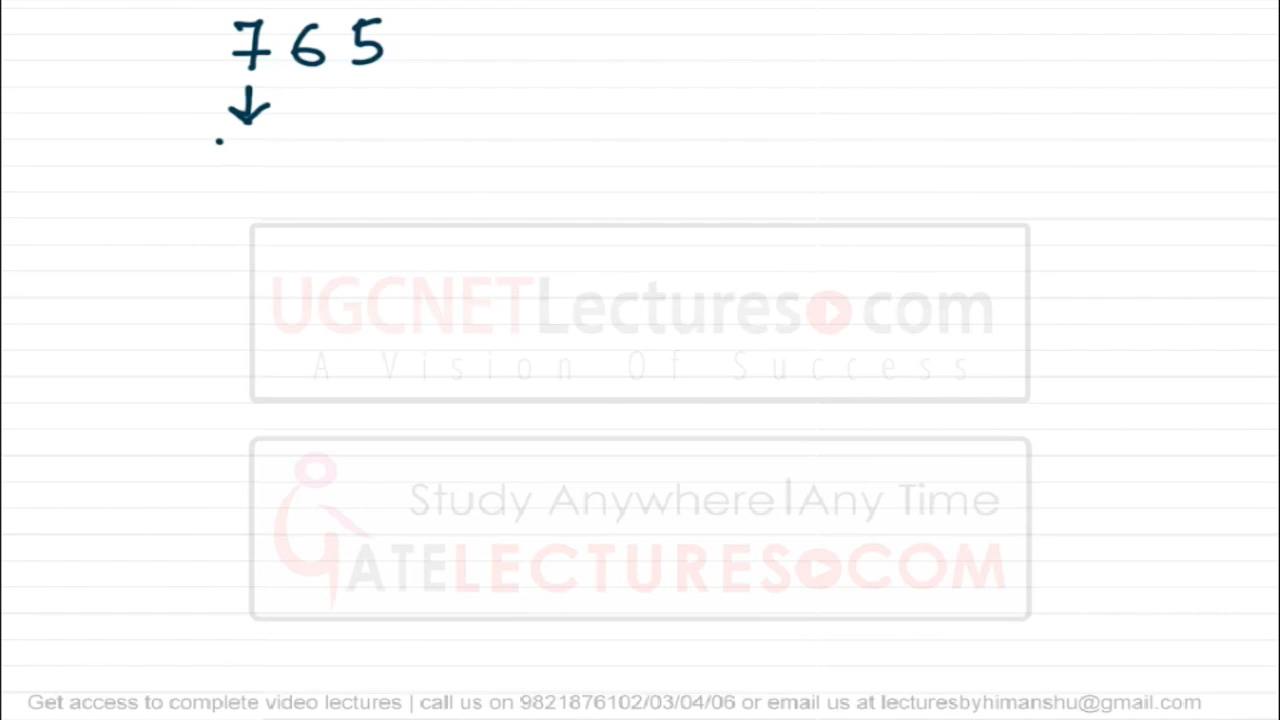 765
UGCNETLectures.com
A Vision Of Success
Study Anywhere|Any Time
GATELECTURES.COM
Get access to complete video lectures | call us on 9821876102/03/04/06 or email us at lecturesbyhimanshu@gmail.com